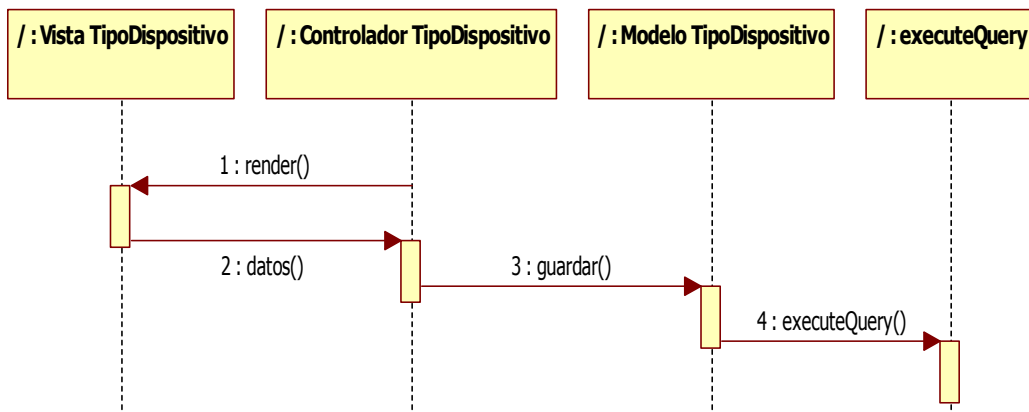 / : Vista TipoDispositivo
/ : Controlador TipoDispositivo
/ : Modelo TipoDispositivo
/ : executeQuery
1 : render()
2 : datos()
3 : guardar()
4 : executeQuery()